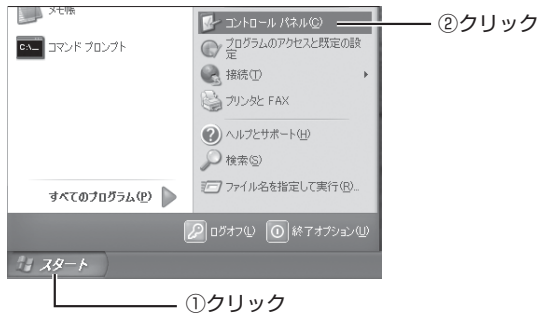 メモ帳
C:\_ コマンド プロンプト
すべてのプログラム(P)
コントロール パネル(C)
プログラムのアクセスと既定の設
定
接続(T)
プリンタと FAX
ヘルプとサポート(H)
検索(S)
ファイル名を指定して実行(R)...
ログオフ(L) 終了オプション(U)
スタート
②クリック
①クリック